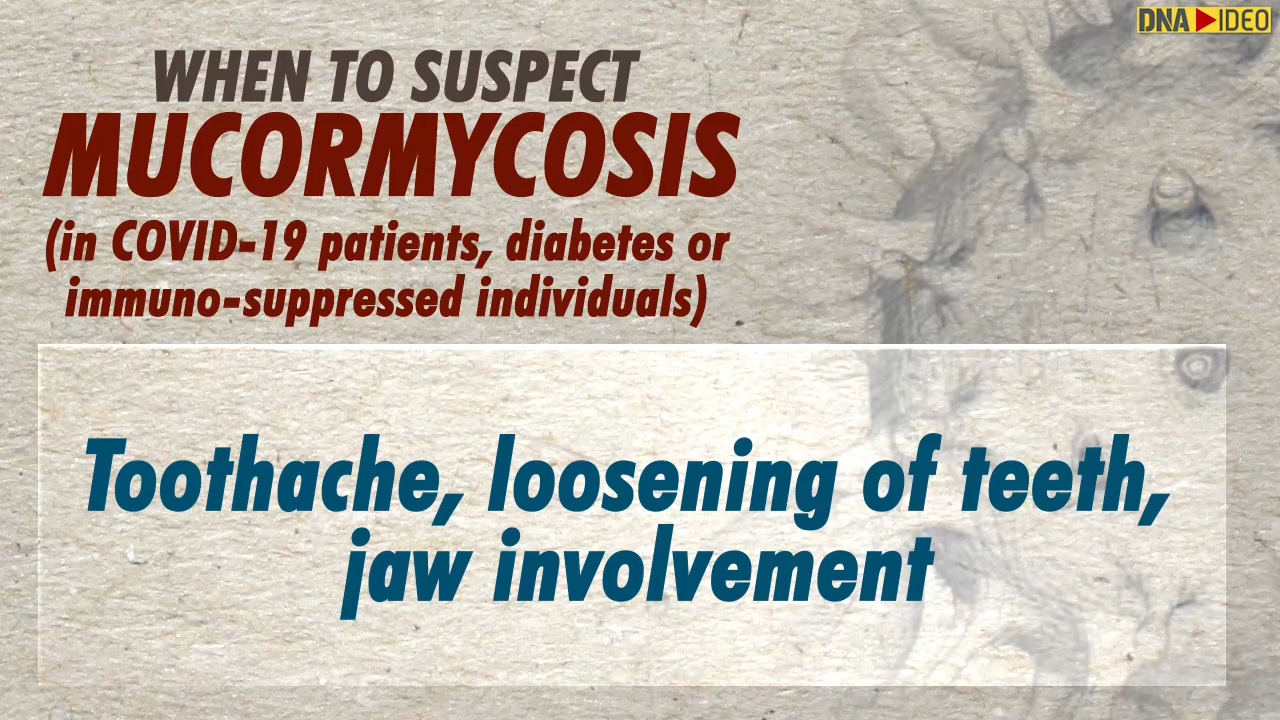 DNA VIDEO
WHEN TO SUSPECT
MUCORMYCOSIS
(in COVID-19 patients, diabetes or
immuno-suppressed individuals)
Toothache, loosening of teeth,
jaw involvement